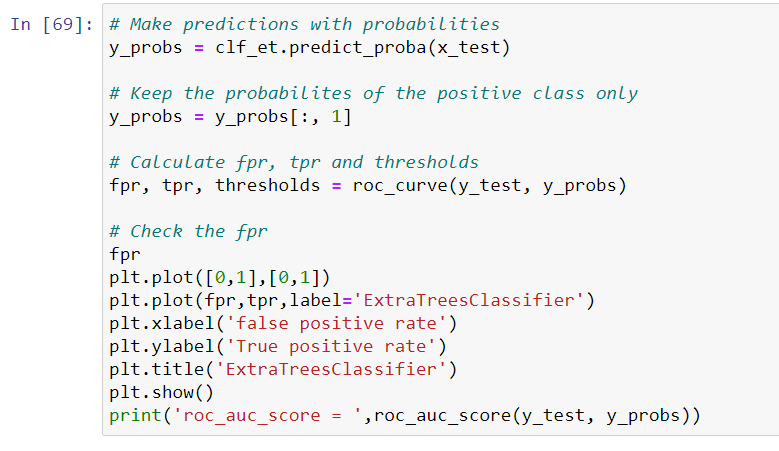 In [69]: # Make predictions with probabilities
y_probs = clf_et.predict_proba(x_test)
# Keep the probabilites of the positive class only
y_probs = y_probs[:, 1]
# Calculate fpr, tpr and thresholds
fpr, tpr, thresholds = roc_curve(y_test, y_probs)
# Check the fpr
fpr
plt.plot([0,1],[0,1])
plt.plot(fpr,tpr,label='ExtraTreesClassifier')
plt.xlabel('false positive rate')
plt.ylabel('True positive rate')
plt.title('ExtraTreesClassifier')
plt.show()
print('roc_auc_score = ',roc_auc_score(y_test, y_probs))